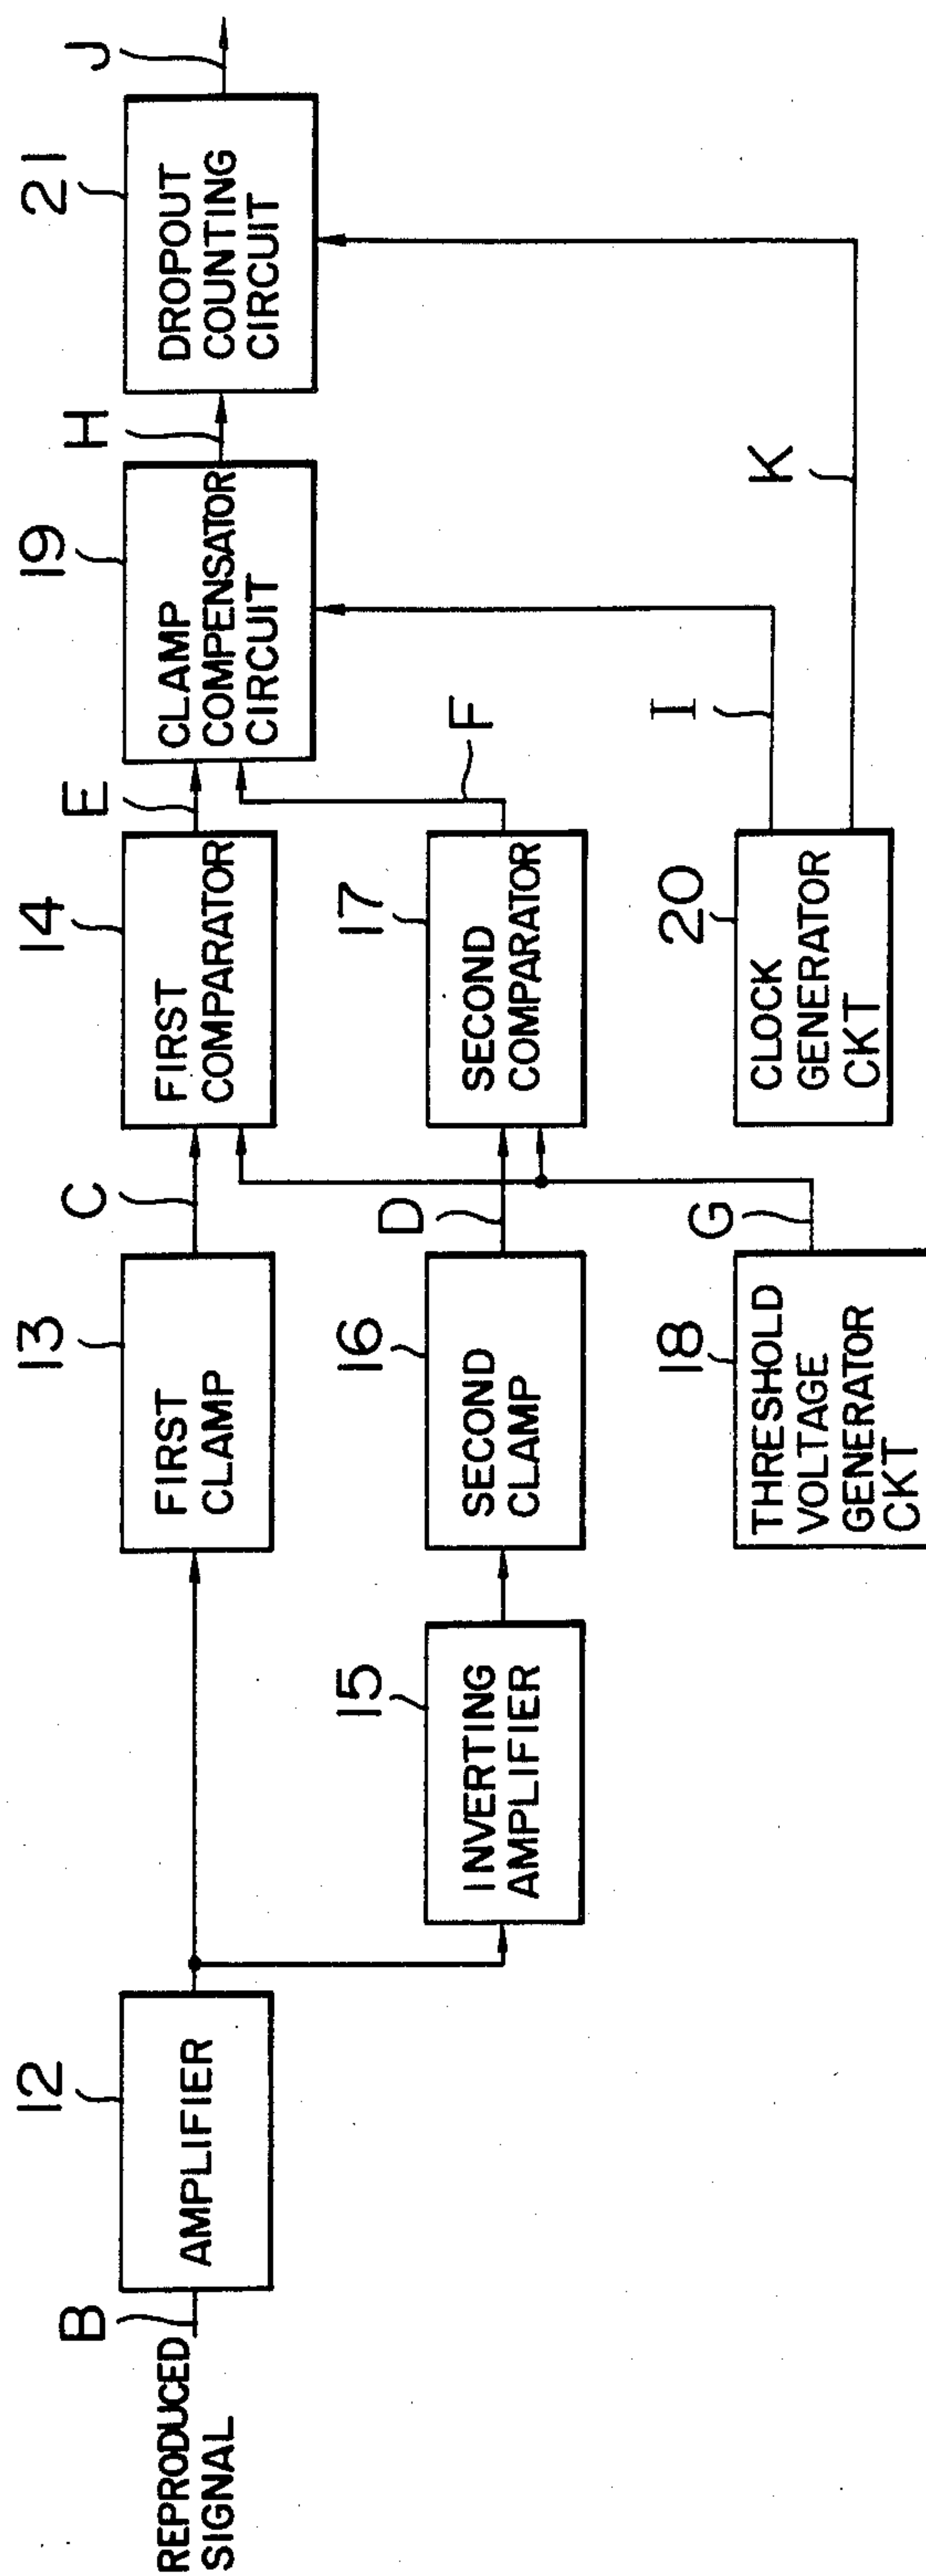 REPRODUCED
SIGNAL
B
12
AMPLIFIER
13
FIRST
CLAMP
C
14
FIRST
COMPARATOR
E
19
CLAMP
COMPENSATOR
CIRCUIT
H
21
DROPOUT
COUNTING
CIRCUIT
J
15
INVERTING
AMPLIFIER
16
SECOND
CLAMP
D
17
SECOND
COMPARATOR
F
18
THRESHOLD
VOLTAGE
GENERATOR
CKT
G
20
CLOCK
GENERATOR
CKT
I
K